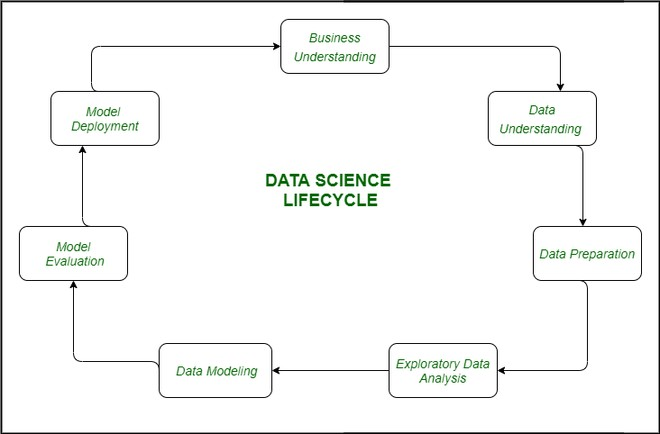 Business
Understanding
Model
Deployment
Data
Understanding
DATA SCIENCE
LIFECYCLE
Model
Evaluation
Data Preparation
Data Modeling
Exploratory Data
Analysis